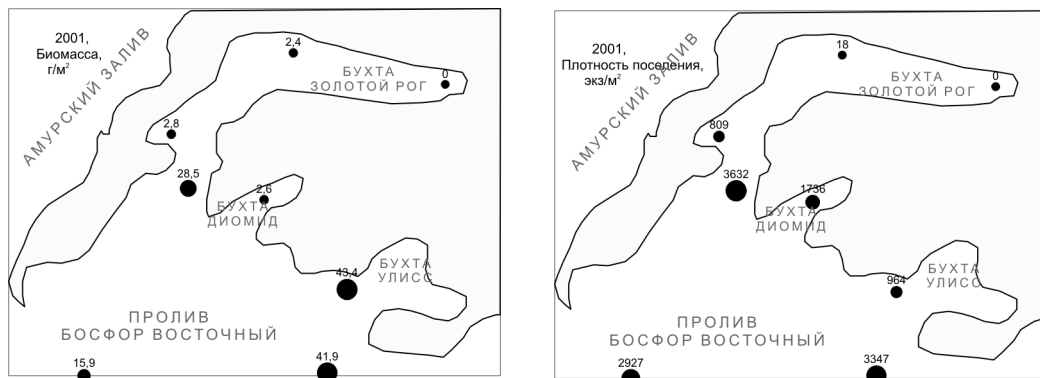 2001,
Биомасса,
г/м²
АМУРСКИЙ ЗАЛИВ
2,4
БУХТА
ЗОЛОТОЙ РОГ
0
2,8
28,5
2,6
БУХТА
ДИОМИД
43,4
БУХТА
УЛИСС
ПРОЛИВ
БОСФОР ВОСТОЧНЫЙ
15,9
41,9
2001,
Плотность поседения,
экз/м²
АМУРСКИЙ ЗАЛИВ
18
БУХТА
ЗОЛОТОЙ РОГ
0
809
3632
1736
БУХТА
ДИОМИД
964
БУХТА
УЛИСС
ПРОЛИВ
БОСФОР ВОСТОЧНЫЙ
2927
3347